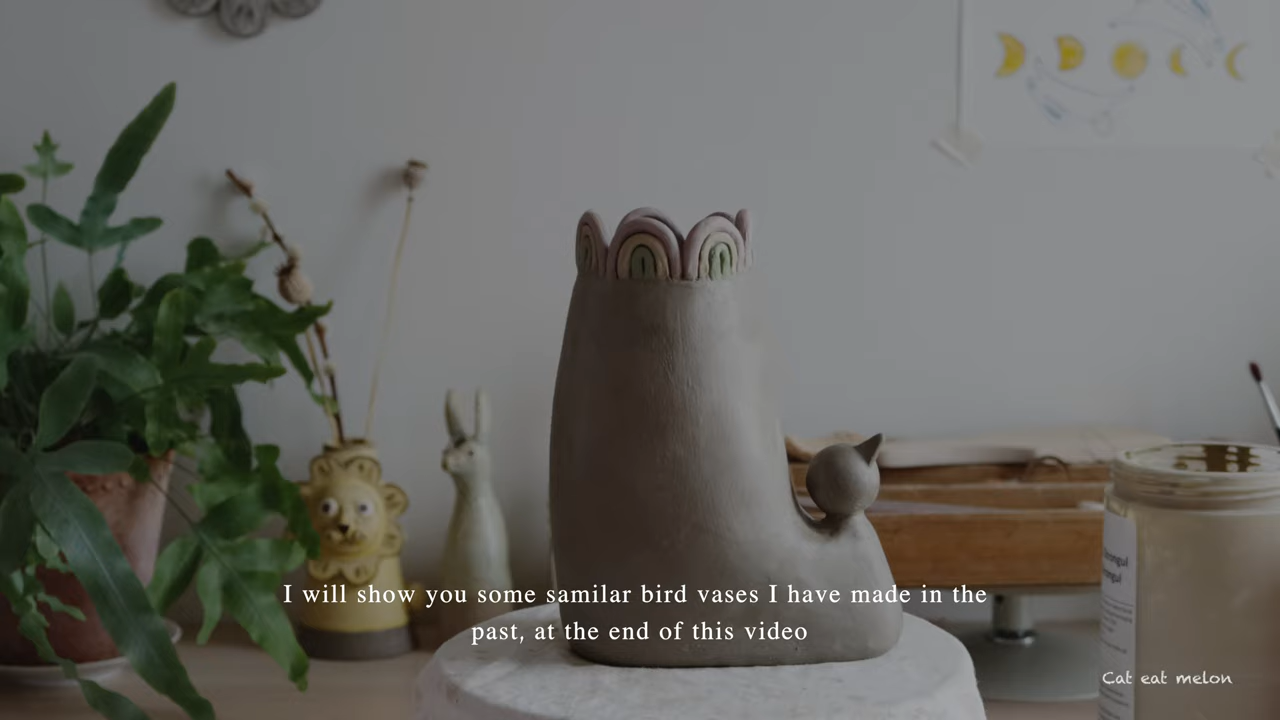 I will show you some samilar bird vases I have made in the
past, at the end of this video
Cat eat melon